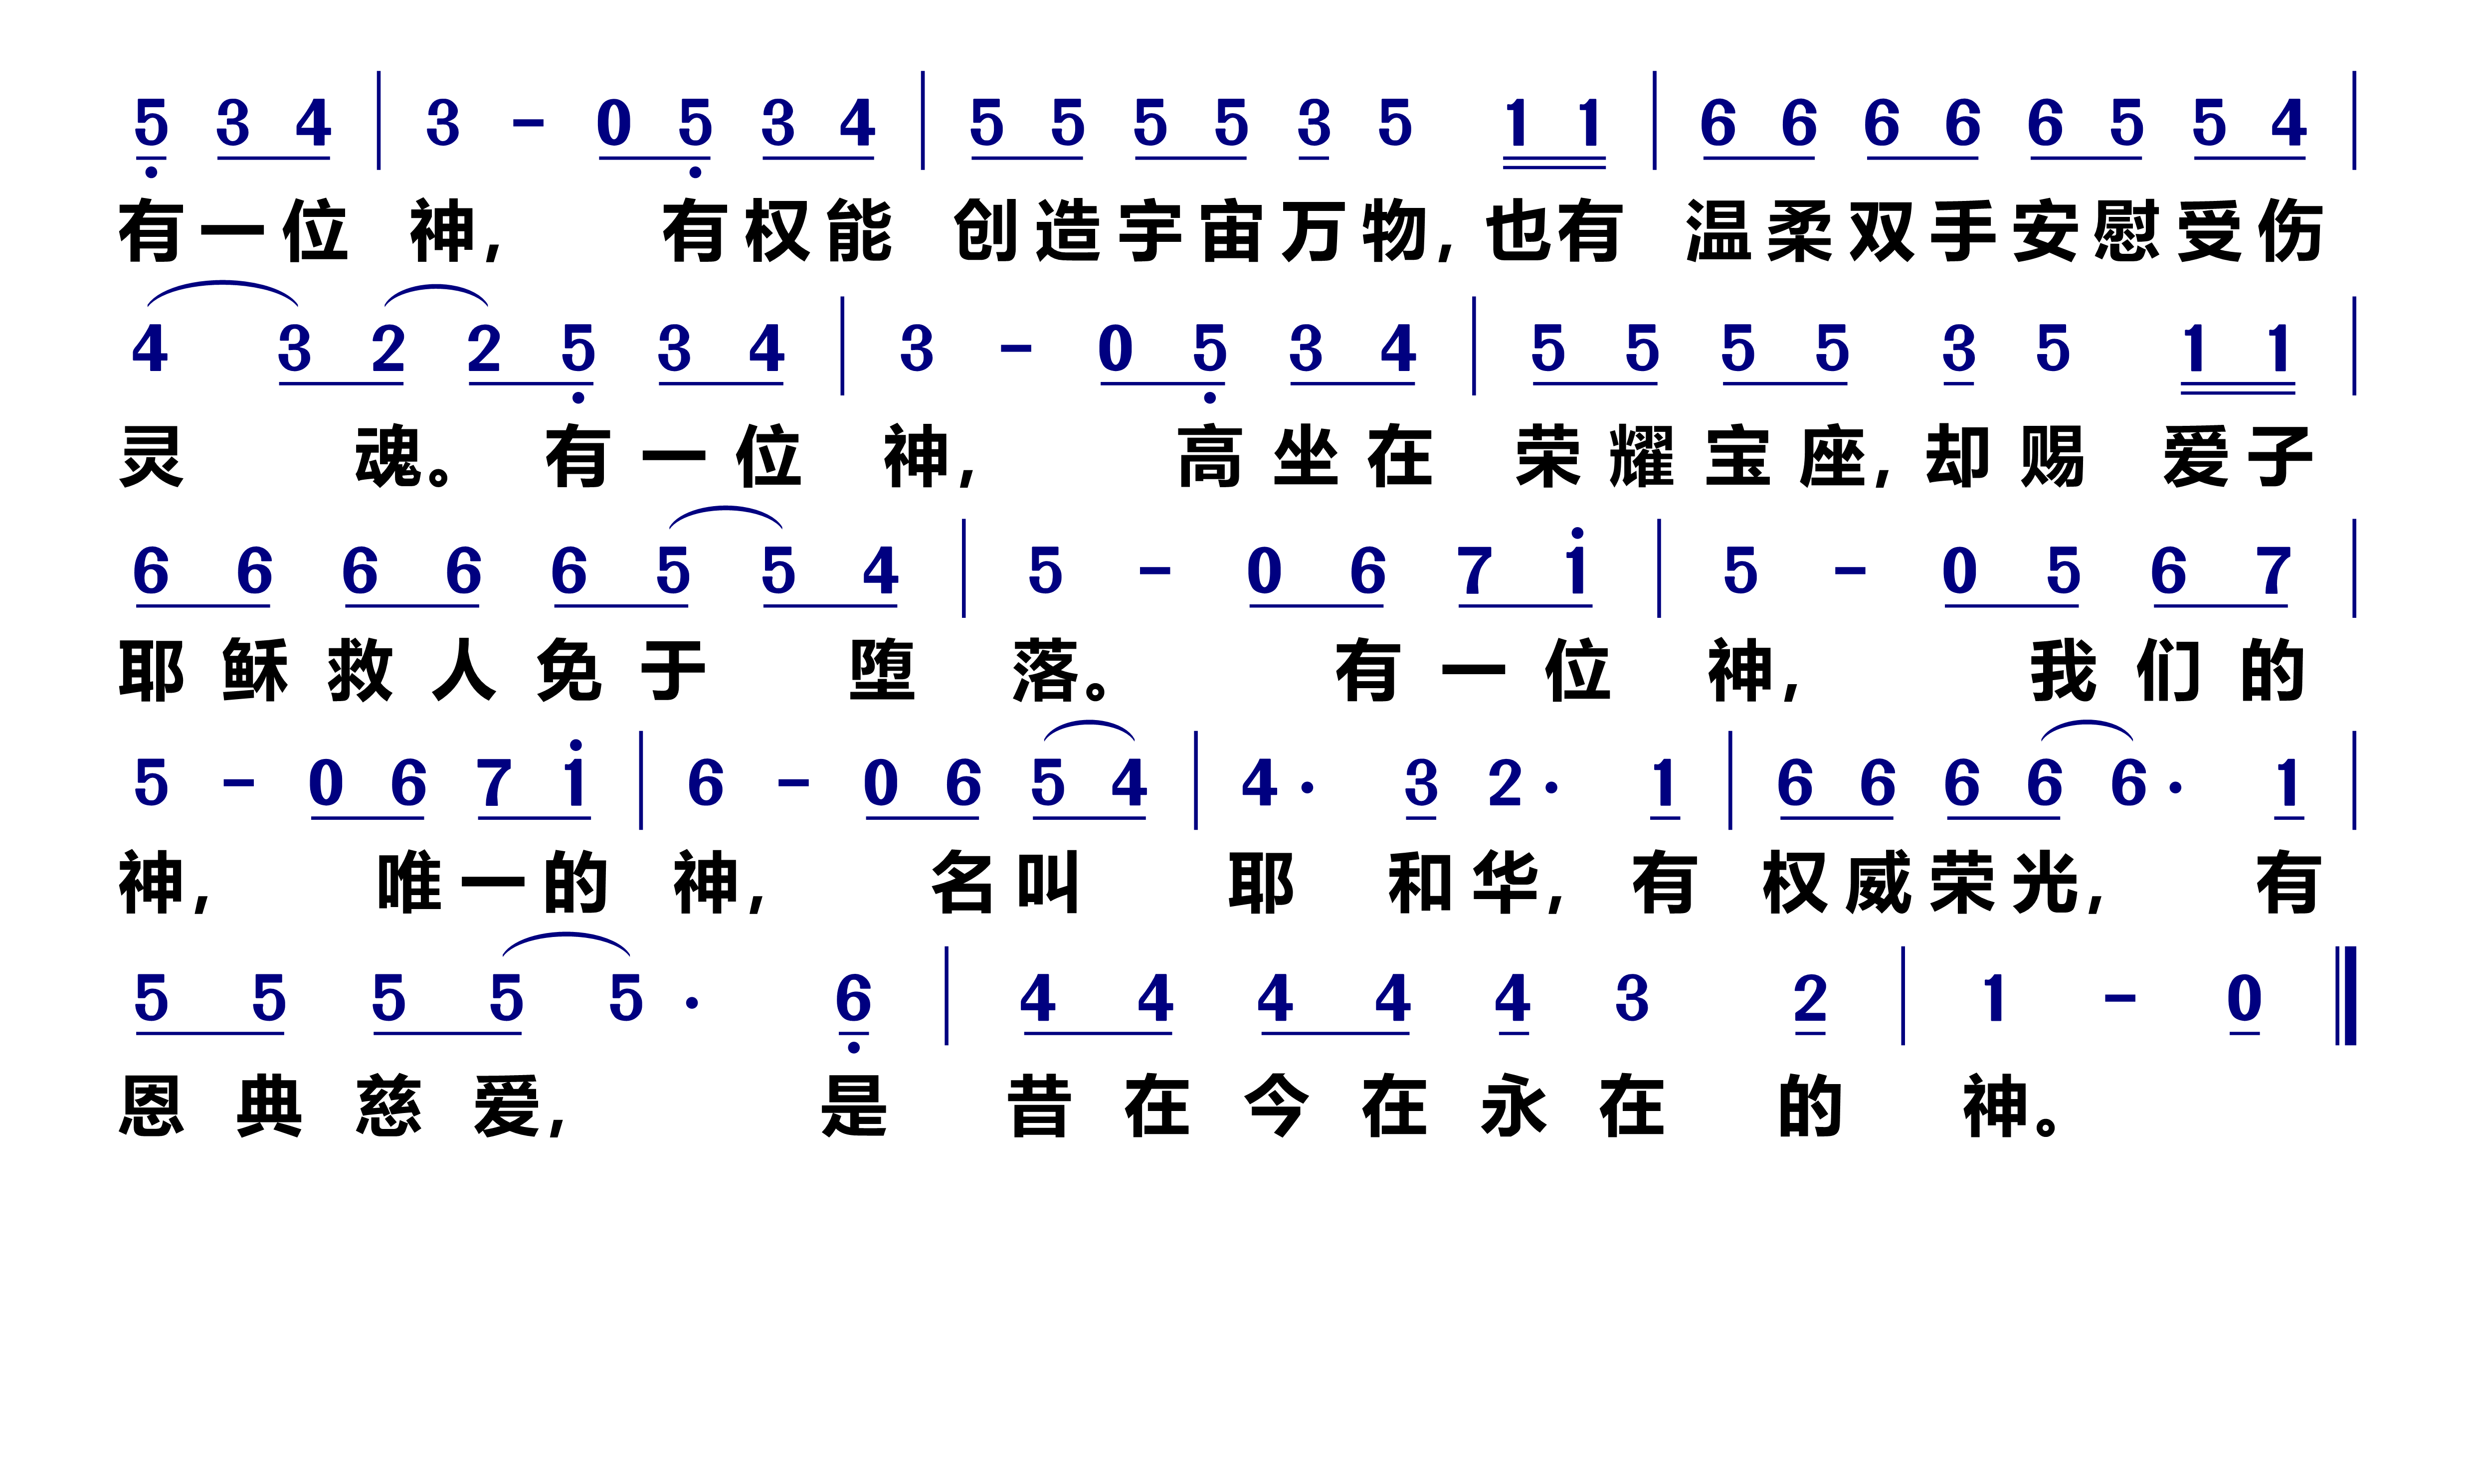 5 3 4 | 3 - 0 5 3 4 | 5 5 5 5 3 5 1 1 | 6 6 6 6 6 5 5 4 |
有一位 神, 有权能 创造宇宙万物,也有 温柔双手安慰受伤
4 3 2 2 5 3 4 | 3 - 0 5 3 4 | 5 5 5 5 3 5 1 1 |
灵 魂。 有一位 神, 高坐在 荣耀宝座,却赐 爱子
6 6 6 6 6 5 5 4 | 5 - 0 6 7 1 | 5 - 0 5 6 7 |
耶稣救人免于 堕 落。 有一位 神, 我们的
5 - 0 6 7 1 | 6 - 0 6 5 4 | 4· 3 2· 1 | 6 6 6 6 6· 1 |
神, 唯一的 神, 名叫 耶 和华, 有 权威荣光, 有
5 5 5 5 5· 6 | 4 4 4 4 4 3 2 | 1 - 0
恩典慈爱, 是 昔在今在永在 的 神。